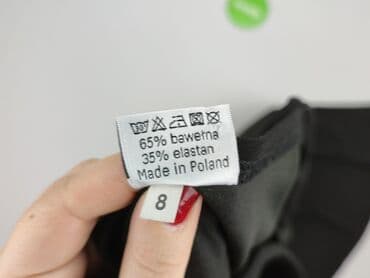 65% bawełna
35% elastan
Made in Poland
8